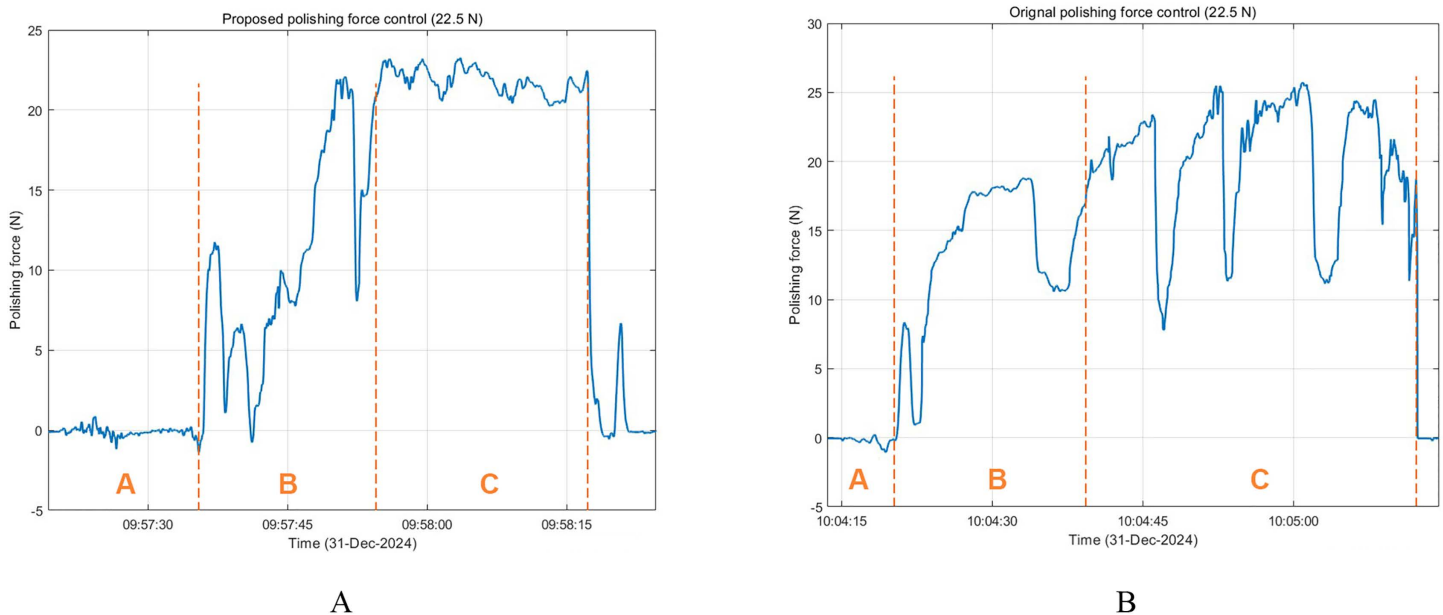 Proposed polishing force control (22.5 N)
25
20
15
10
5
0
-5
Polishing force (N)
A
B
C
09:57:30
09:57:45
09:58:00
09:58:15
Time (31-Dec-2024)
A
Orignal polishing force control (22.5 N)
30
25
20
15
10
5
0
-5
Polishing force (N)
A
B
C
10:04:15
10:04:30
10:04:45
10:05:00
Time (31-Dec-2024)
B